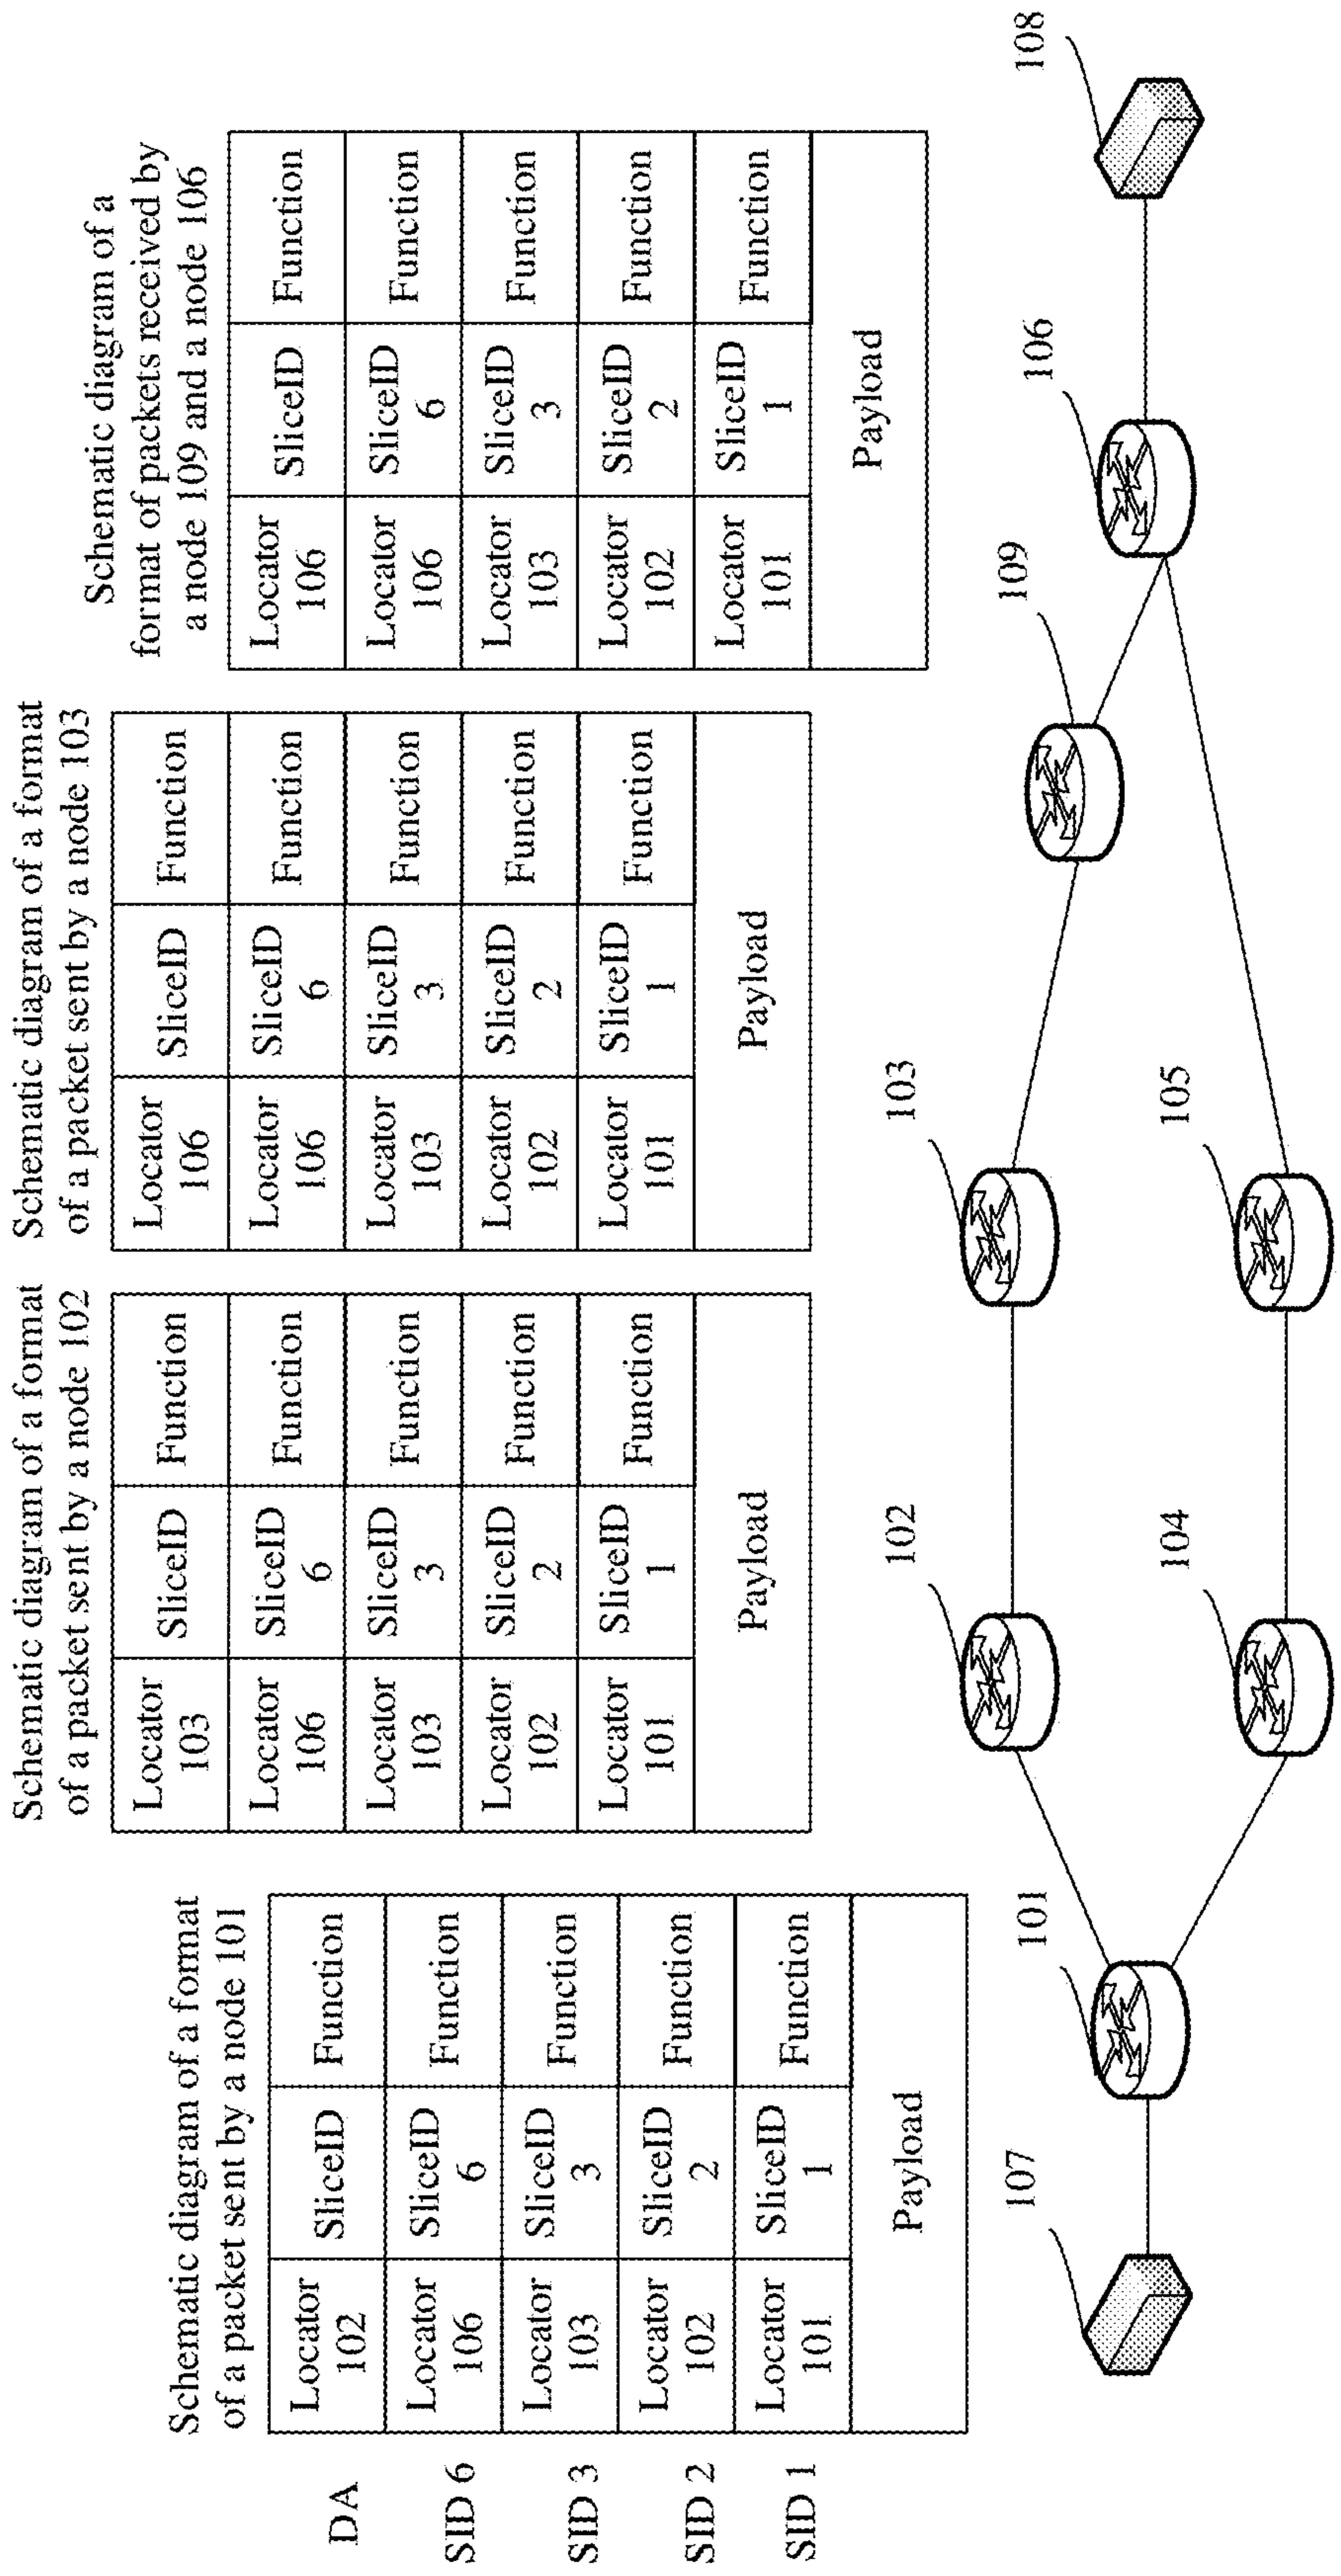 Schematic diagram of a format
of a packet sent by a node 101
DA
Locator
102
SliceID
Function
SID 6
Locator
106
SliceID
6
Function
SID 3
Locator
103
SliceID
3
Function
SID 2
Locator
102
SliceID
2
Function
SID 1
Locator
101
SliceID
1
Function
Payload
Schematic diagram of a format
of a packet sent by a node 102
Locator
103
SliceID
Function
Locator
106
SliceID
6
Function
Locator
103
SliceID
3
Function
Locator
102
SliceID
2
Function
Locator
101
SliceID
1
Function
Payload
Schematic diagram of a format
of a packet sent by a node 103
Locator
106
SliceID
Function
Locator
106
SliceID
6
Function
Locator
103
SliceID
3
Function
Locator
102
SliceID
2
Function
Locator
101
SliceID
1
Function
Payload
Schematic diagram of a
format of packets received by
a node 109 and a node 106
Locator
106
SliceID
Function
Locator
106
SliceID
6
Function
Locator
103
SliceID
3
Function
Locator
102
SliceID
2
Function
Locator
101
SliceID
1
Function
Payload
107
101
102
103
109
106
108
104
105